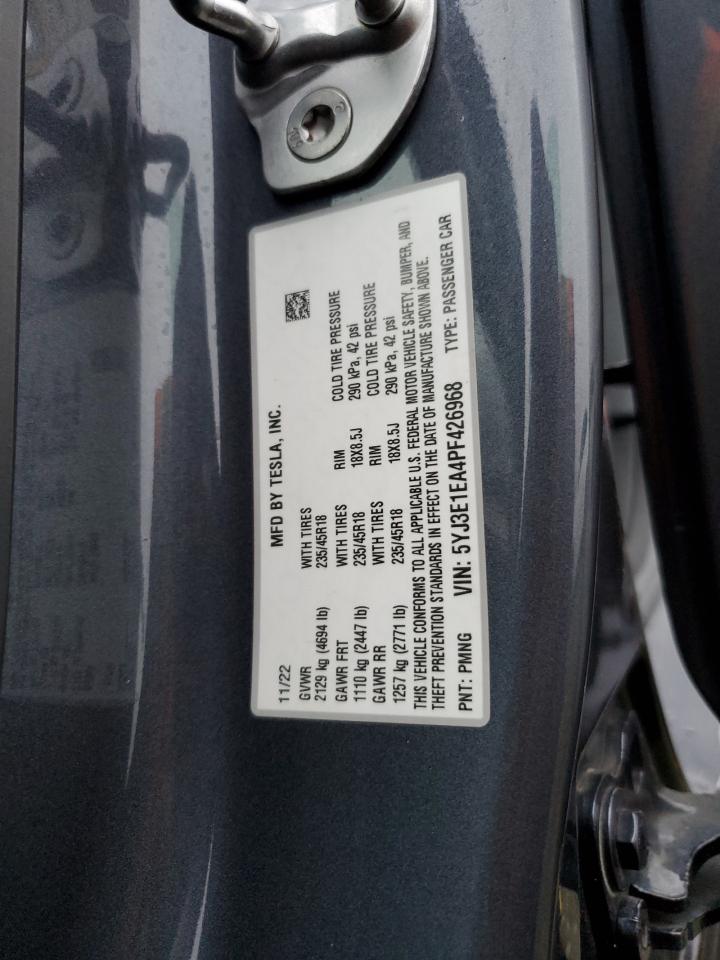 MFD BY TESLA, INC.
11/22
GVWR WITH TIRES
2129 kg (4694 lb) 235/45R18
GAWR FRT WITH TIRES RIM COLD TIRE PRESSURE
1110 kg (2447 lb) 235/45R18 18X8.5J 290 kPa, 42 psi
GAWR RR WITH TIRES RIM COLD TIRE PRESSURE
1257 kg (2771 lb) 235/45R18 18X8.5J 290 kPa, 42 psi
THIS VEHICLE CONFORMS TO ALL APPLICABLE U.S. FEDERAL MOTOR VEHICLE SAFETY, BUMPER, AND
THEFT PREVENTION STANDARDS IN EFFECT ON THE DATE OF MANUFACTURE SHOWN ABOVE.
PNT: PMNG VIN: 5YJ3E1EA4PF426968 TYPE: PASSENGER CAR